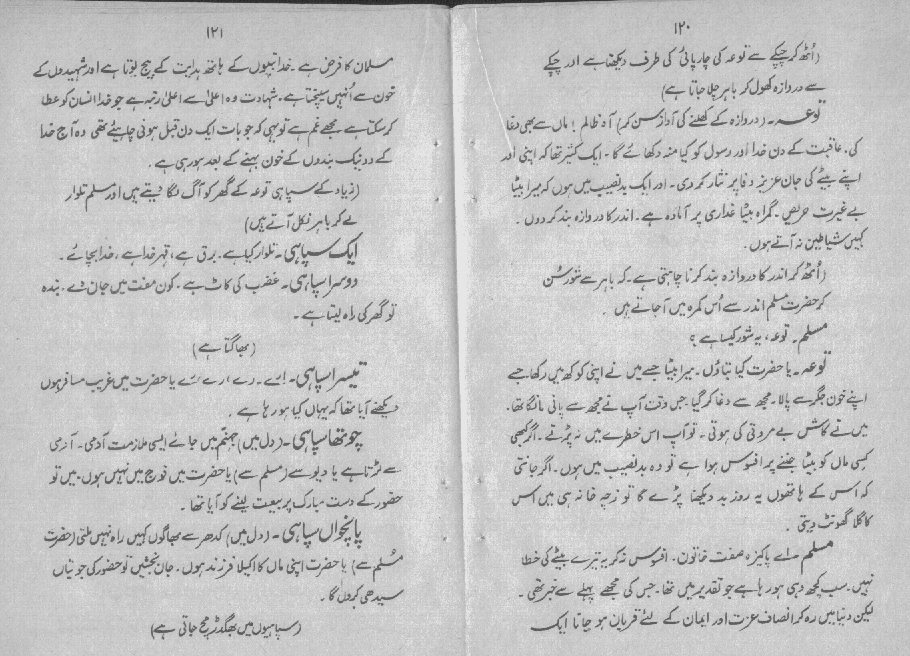 ۱۲۰
(اُٹھ کر چپکے سے توعہ کی چارپائی کی طرف دیکھتا ہے اور چپکے
سے دروازہ کھول کر باہر چلا جاتا ہے)
توعہ۔ (دروازہ کے کھلنے کی آواز سن کر) آہ ظالم! ماں سے بھی دغا
کی۔ عاقبت کے دن خدا اور رسول کو کیا منہ دکھائے گا۔ ایک کثیر تھا کہ اپنی اور
اپنے بیٹے کی جان عزیز وفا پر نثار کر دی۔ اور ایک بدنصیب میں ہوں کہ میرا بیٹا
بے غیرت حریص۔ گمراہ بیٹا غداری پر آمادہ ہے۔ اندر کا دروازہ بند کر دوں۔
کہیں شیاطین نہ آتے ہوں۔
(اُٹھ کر اندر کا دروازہ بند کرنا چاہتی ہے۔ کہ باہر سے شور سُن
کر حضرت مسلم اندر سے اُس کمرہ میں آ جاتے ہیں۔
مسلم۔ توعہ، یہ شور کیسا ہے؟
توعہ۔ یا حضرت کیا بتاؤں۔ میرا بیٹا جسے میں نے اپنی کوکھ میں رکھا۔ جسے
اپنے خون جگر سے پالا۔ مجھ سے دغا کر گیا۔ جس وقت آپ نے مجھ سے پانی مانگا تھا۔
میں نے کاش بے مروتی کی ہوتی۔ تو آپ اس خطرے میں نہ پڑتے۔ اگر کبھی
کسی ماں کو بیٹا جننے پر افسوس ہوا ہے تو وہ بدنصیب میں ہوں۔ اگر جانتی
کہ اس کے ہاتھوں یہ روز بد دیکھنا پڑے گا تو زچہ خانہ ہی میں اس
کا گلا گھونٹ دیتی۔
مسلم۔ اے پاکیزہ صفت خاتون۔ افسوس نہ کر یہ تیرے بیٹے کی خطا
نہیں۔ سب کچھ وہی ہو رہا ہے جو تقدیر میں تھا۔ جس کی مجھے پہلے سے خبر تھی۔
لیکن دنیا میں رہ کر انصاف عزت اور ایمان کے لئے قربان ہو جانا ایک
۱۲۱
مسلمان کا فرض ہے۔ خدا نبیوں کے ہاتھ ہدایت کے بیج بوتا ہے اور شہیدوں کے
خون سے اُنہیں سینچتا ہے۔ شہادت وہ اعلیٰ سے اعلیٰ رتبہ ہے جو خدا انسان کو عطا
کر سکتا ہے۔ مجھے غم ہے تو یہی کہ جو بات ایک دن قبل ہونی چاہیئے تھی وہ آج خدا
کے دو نیک بندوں کے خون بہنے کے بعد ہو رہی ہے۔
(زیاد کے سپاہی توعہ کے گھر کو آگ لگا دیتے ہیں اور مسلم تلوار
لے کر باہر نکل آتے ہیں)
ایک سپاہی۔ تلوار کیا ہے۔ برق ہے، قہر خدا ہے، خدا بچائے۔
دوسرا سپاہی۔ غضب کی کاٹ ہے۔ کون مفت میں جان دے۔ بندہ
تو گھر کی راہ لیتا ہے۔
(بھاگتا ہے)
تیسرا سپاہی۔ ارے۔ رے، رے، رے یا حضرت میں غریب مسافر ہوں
دیکھنے آیا تھا کہ یہاں کیا ہو رہا ہے۔
چوتھا سپاہی۔ (دل میں) جہنم میں جائے ایسی ملازمت آدمی۔ آدمی
سے لڑتا ہے یا دیو سے (مسلم سے) یا حضرت میں فوج میں نہیں ہوں۔ میں تو
حضور کے دست مبارک پر بیعت لینے کو آیا تھا۔
پانچواں سپاہی۔ (دل میں) کدھر سے بھاگوں کہیں راہ نہیں ملتی (حضرت
مُسلم سے) یا حضرت اپنی ماں کا اکیلا فرزند ہوں۔ جان بخشیں تو حضور کی جوتیاں
سیدھی کروں گا۔
(سپاہیوں میں بھگدڑ مچ جاتی ہے)